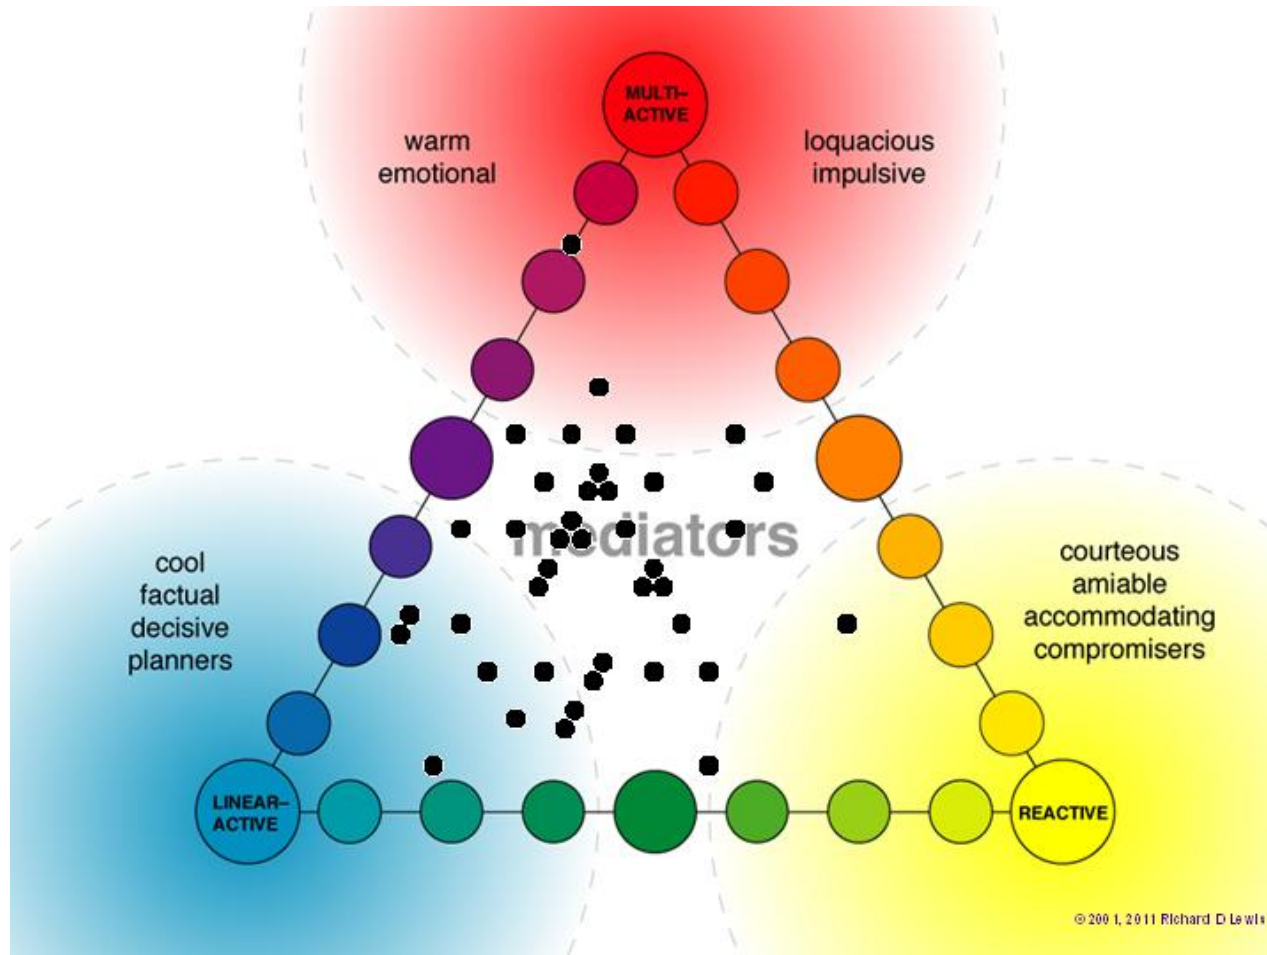 MULTI-
ACTIVE
warm
emotional
loquacious
impulsive
mediators
cool
factual
decisive
planners
courteous
amiable
accommodating
compromisers
LINEAR-
ACTIVE
REACTIVE
© 2001, 2011 Richard D Lewis